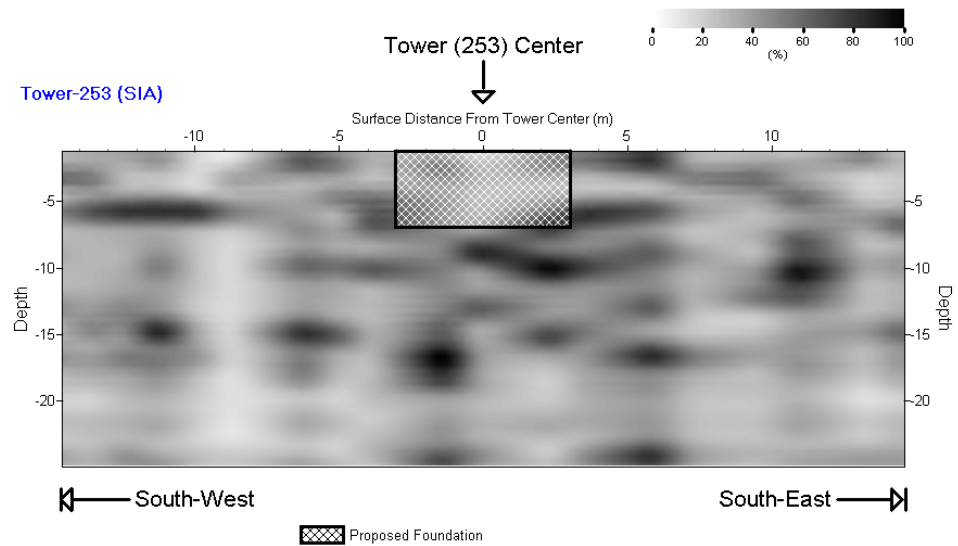 0 20 40 60 80 100
(%)
Tower (253) Center
Tower-253 (SIA)
Surface Distance From Tower Center (m)
-10 -5 0 5 10
-5 -5
-10 -10
Depth Depth
-15 -15
-20 -20
South-West South-East
Proposed Foundation